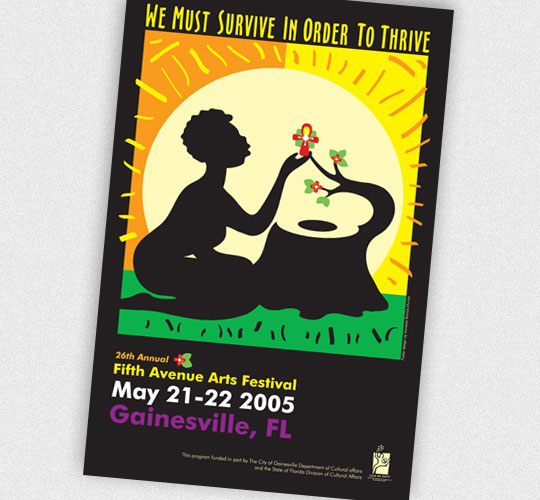 We Must Survive In Order To Thrive
26th Annual
Fifth Avenue Arts Festival
May 21-22 2005
Gainesville, FL
This program funded in part by The City of Gainesville Department of Cultural affairs
and the State of Florida Division of Cultural Affairs